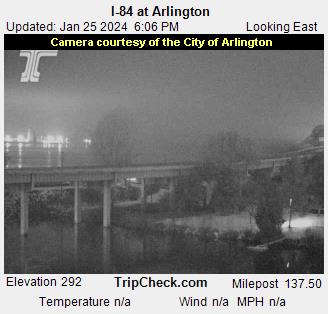 I-84 at Arlington
Updated: Jan 25 2024 6:06 PM Looking East
Camera courtesy of the City of Arlington
Elevation 292 TripCheck.com Milepost 137.50
Temperature n/a Wind n/a MPH n/a